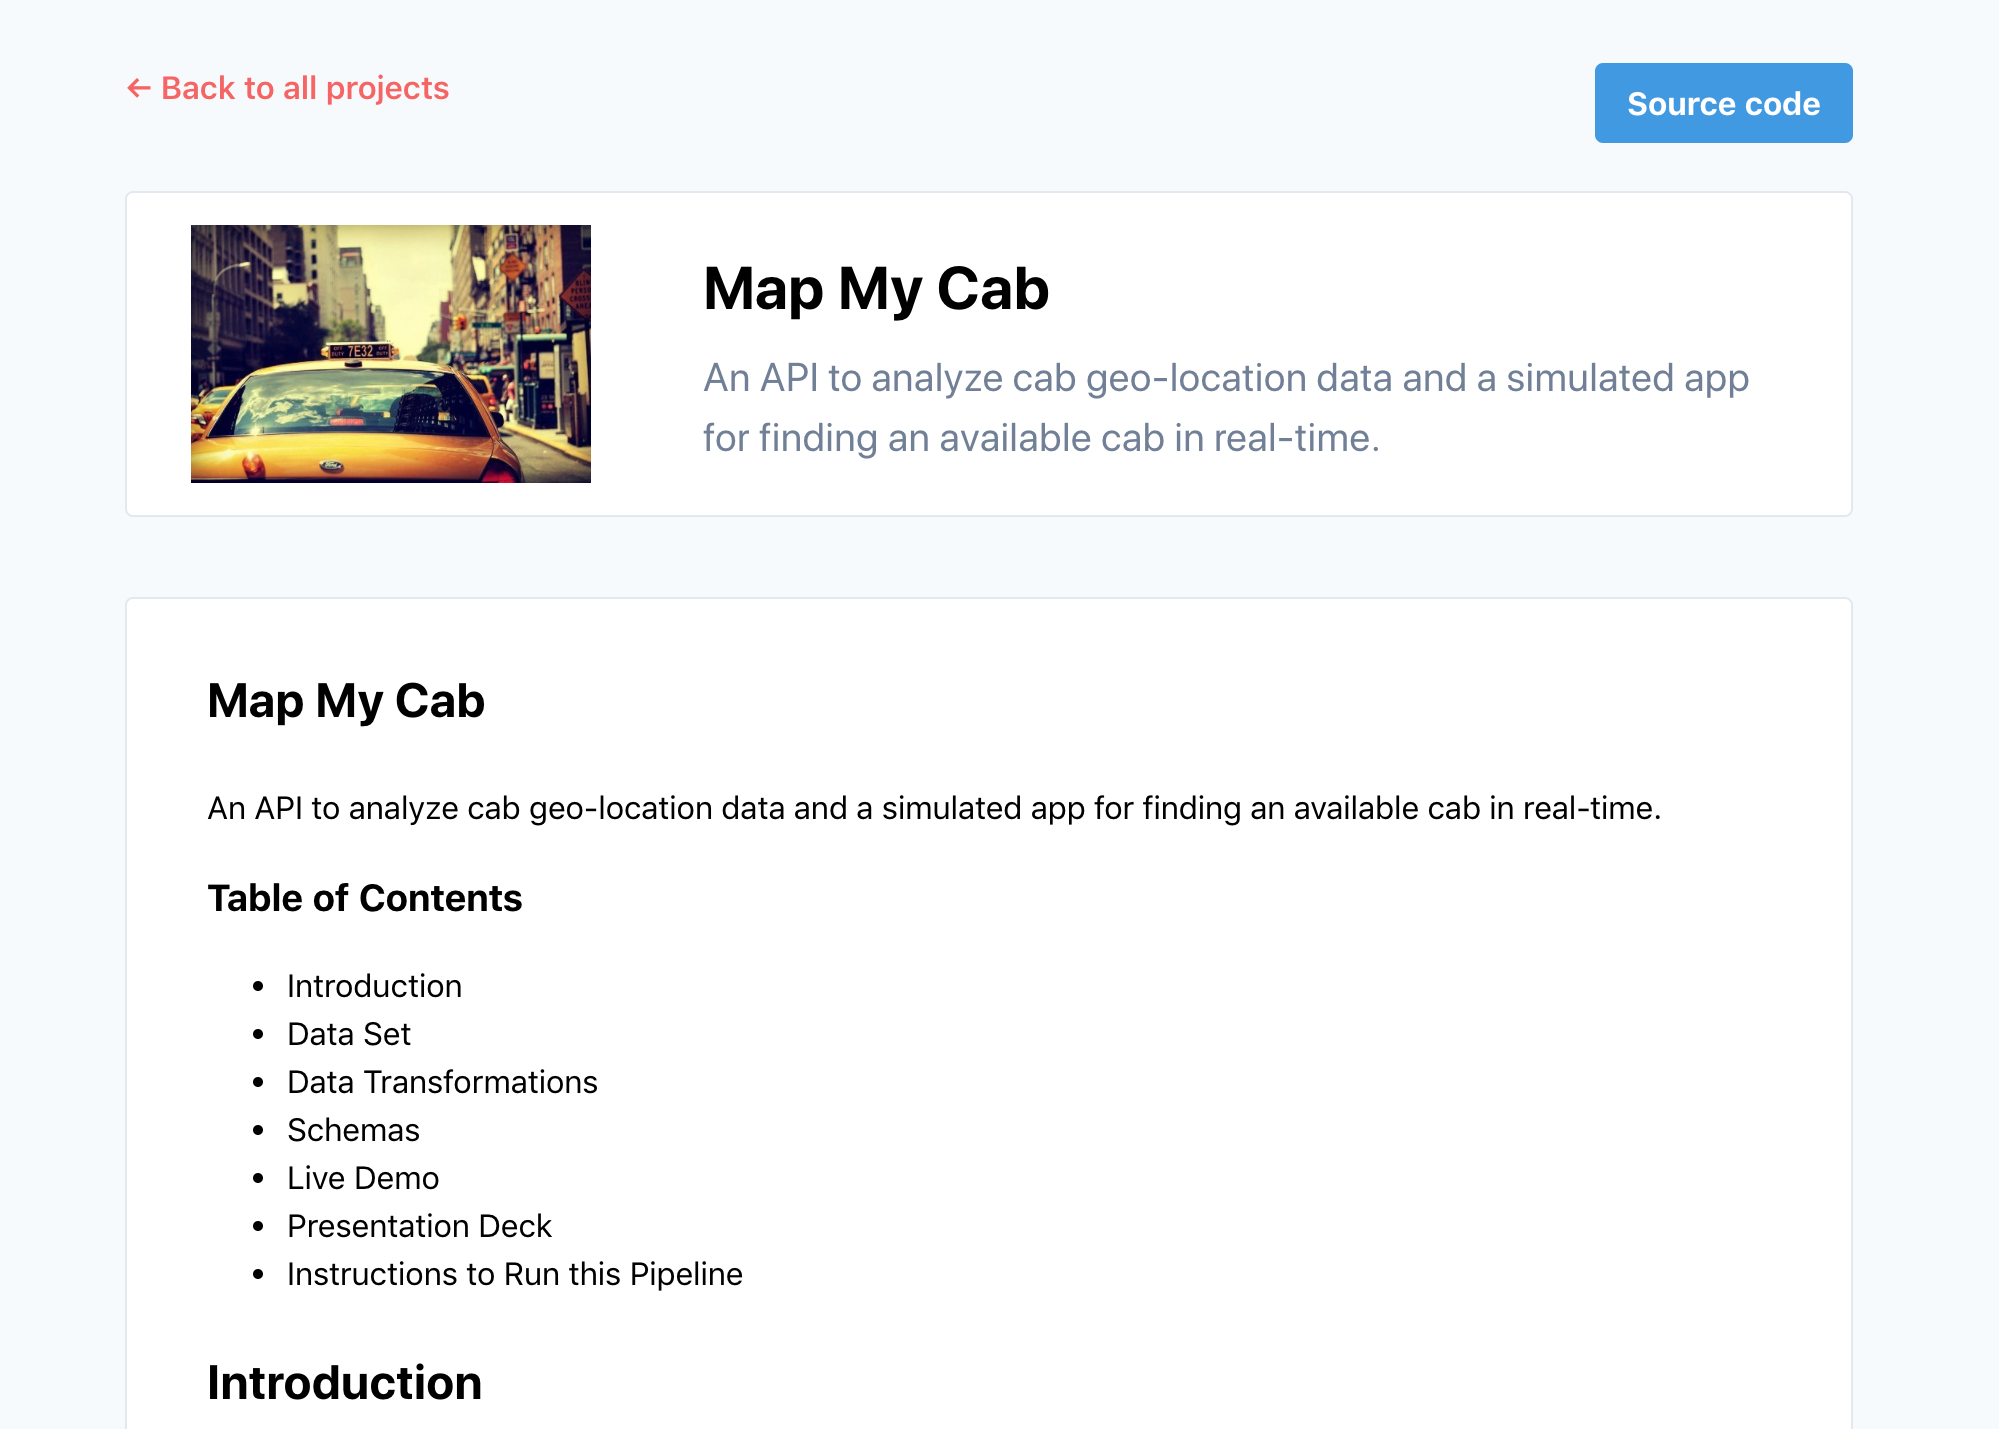 ← Back to all projects
Source code
7E32
Map My Cab
An API to analyze cab geo-location data and a simulated app
for finding an available cab in real-time.
Map My Cab
An API to analyze cab geo-location data and a simulated app for finding an available cab in real-time.
Table of Contents
• Introduction
• Data Set
• Data Transformations
• Schemas
• Live Demo
• Presentation Deck
• Instructions to Run this Pipeline
Introduction